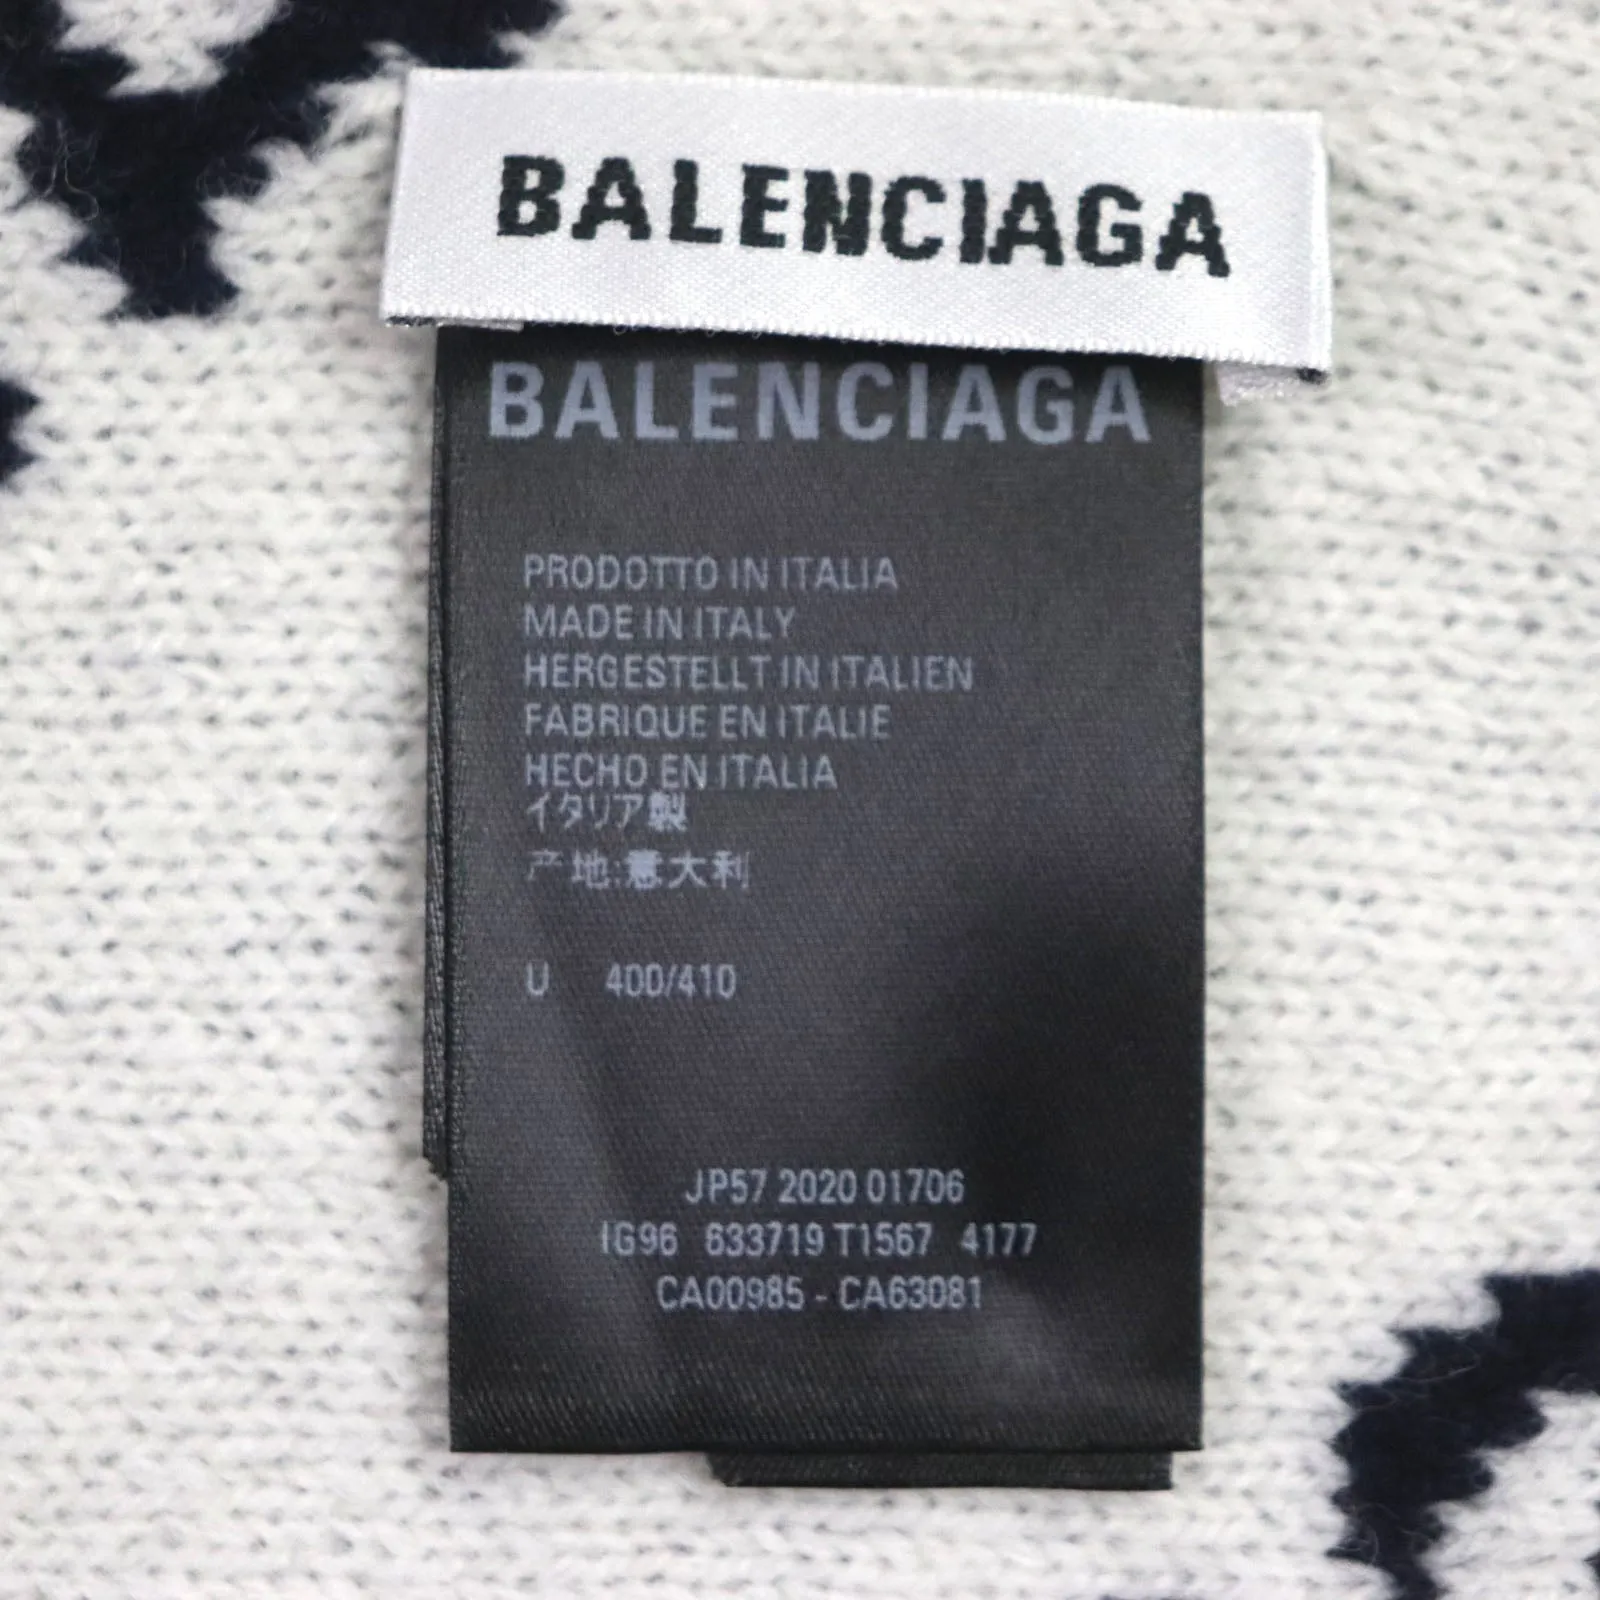 BALENCIAGA
BALENCIAGA
PRODOTTO IN ITALIA
MADE IN ITALY
HERGESTELLT IN ITALIEN
FABRIQUE EN ITALIE
HECHO EN ITALIA
イタリア製
产地:意大利
U 400/410
JP57 2020 01706
IG96 633719 T1567 4177
CA00985 - CA63081